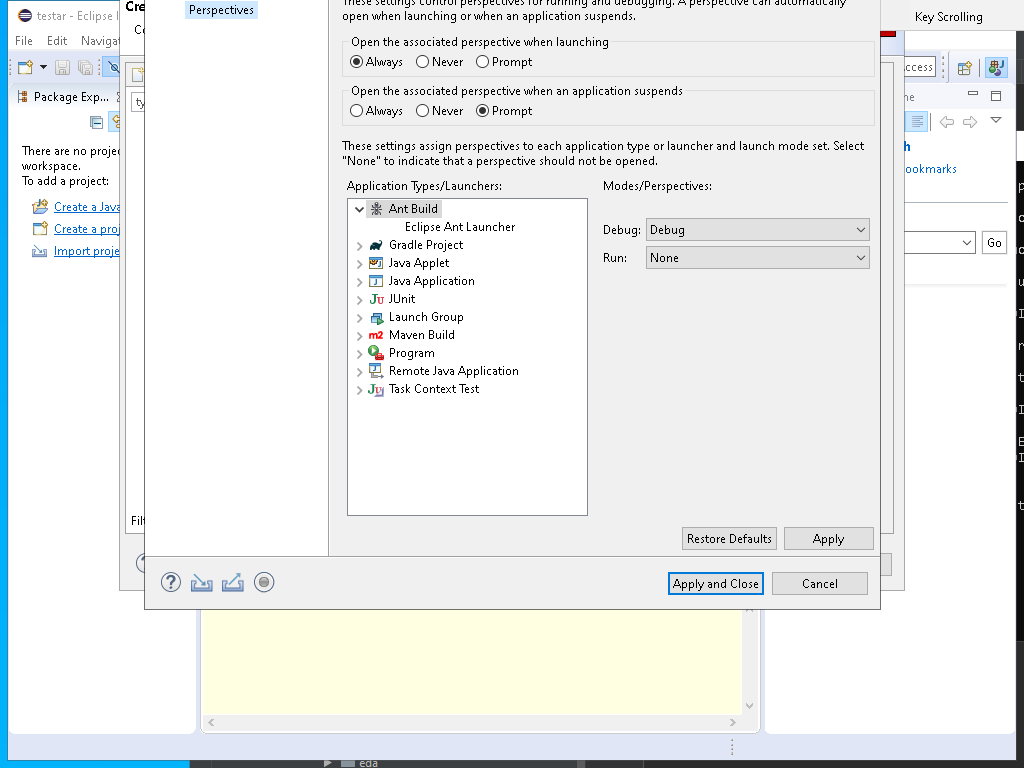 testar - Eclipse I
File Edit Navigat
Package Exp...
There are no proje
workspace.
To add a project:
Create a Java
Create a proj
Import proje
Cre
ty
Perspectives
These settings control perspectives for running and debugging. A perspective can automatically
open when launching or when an application suspends.
Open the associated perspective when launching
Always Never Prompt
Open the associated perspective when an application suspends
Always Never Prompt
These settings assign perspectives to each application type or launcher and launch mode set. Select
"None" to indicate that a perspective should not be opened.
Application Types/Launchers:
Ant Build
Eclipse Ant Launcher
Gradle Project
Java Applet
Java Application
JUnit
Launch Group
Maven Build
Program
Remote Java Application
Task Context Test
Modes/Perspectives:
Debug: Debug
Run: None
Restore Defaults Apply
Apply and Close Cancel
Filt
Key Scrolling
ccess
ne
h
ookmarks
Go
eda